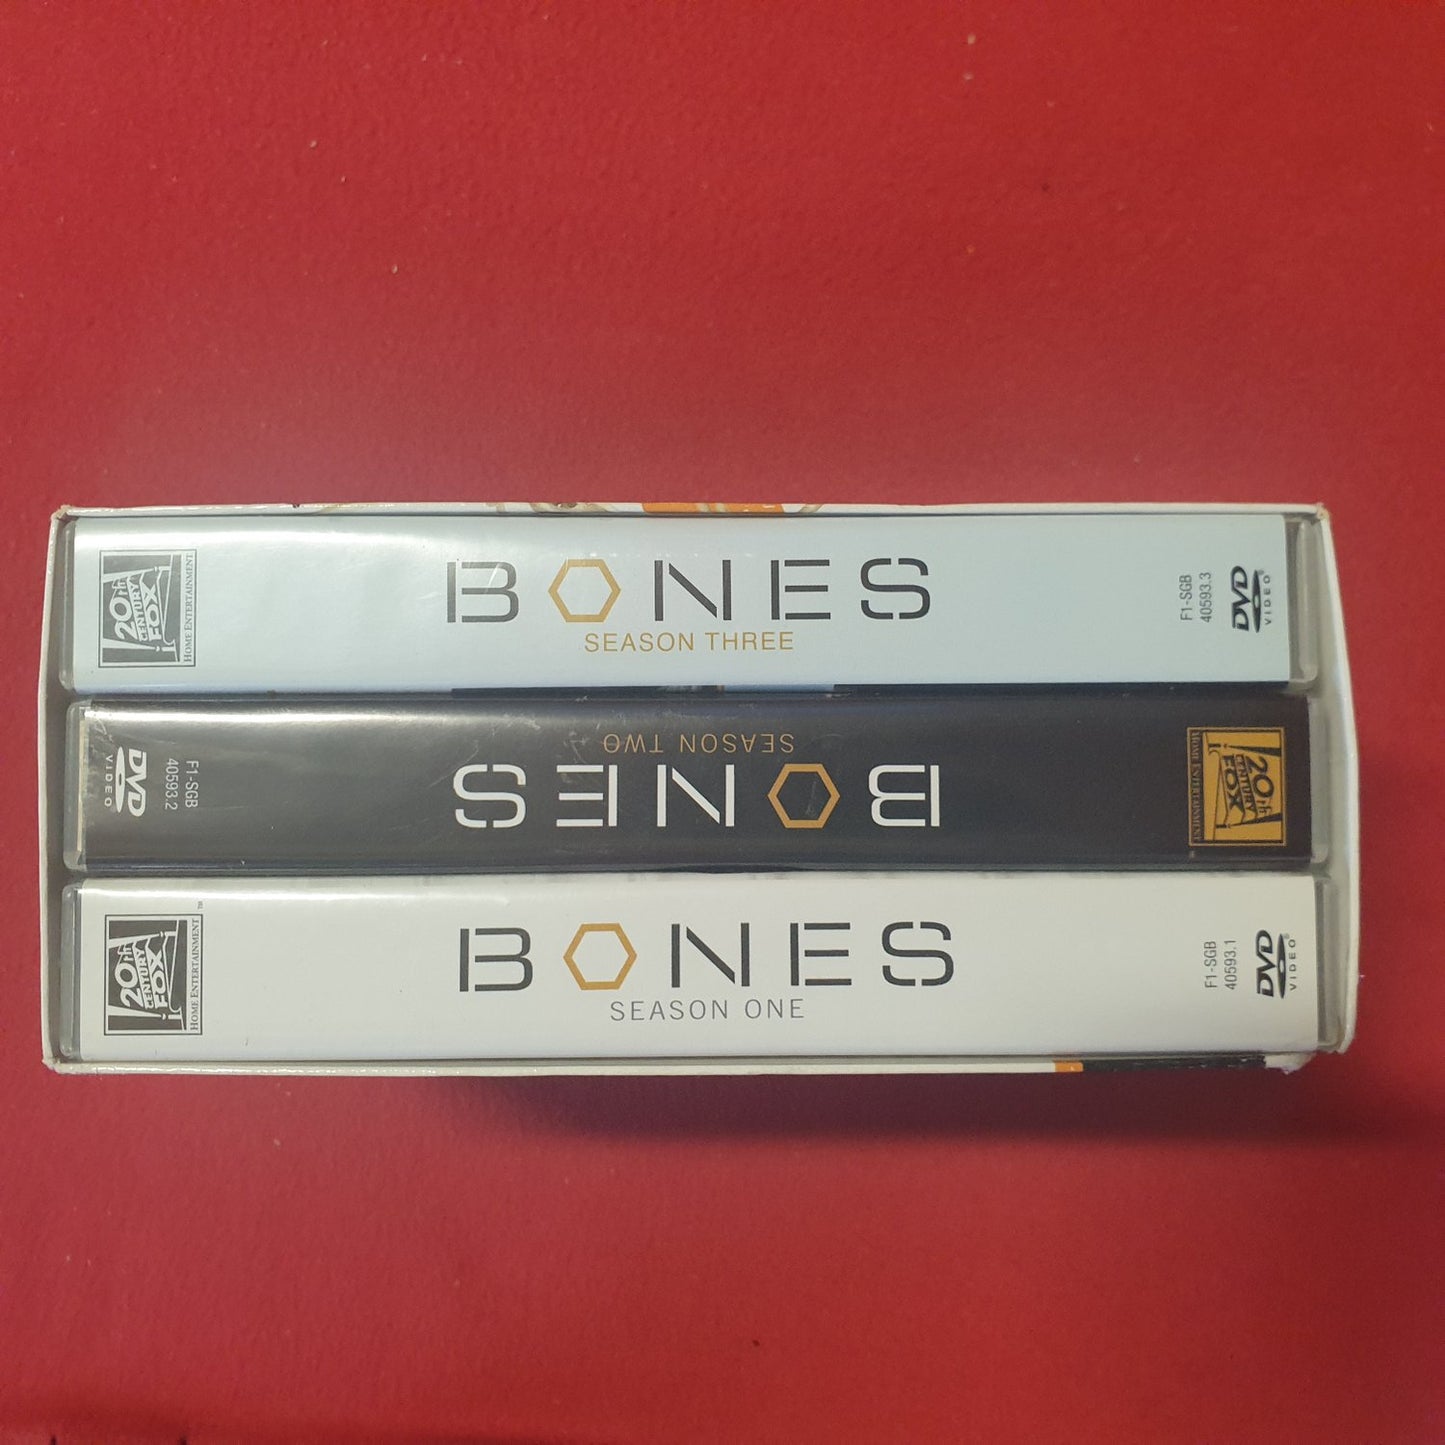 20th
CENTURY
FOX
HOME ENTERTAINMENT
BONES
SEASON THREE
F1-SGB
40593.3
DVD
VIDEO
20th
CENTURY
FOX
HOME ENTERTAINMENT
BONES
SEASON TWO
F1-SGB
40593.2
DVD
VIDEO
20th
CENTURY
FOX
HOME ENTERTAINMENT™
BONES
SEASON ONE
F1-SGB
40593.1
DVD
VIDEO®